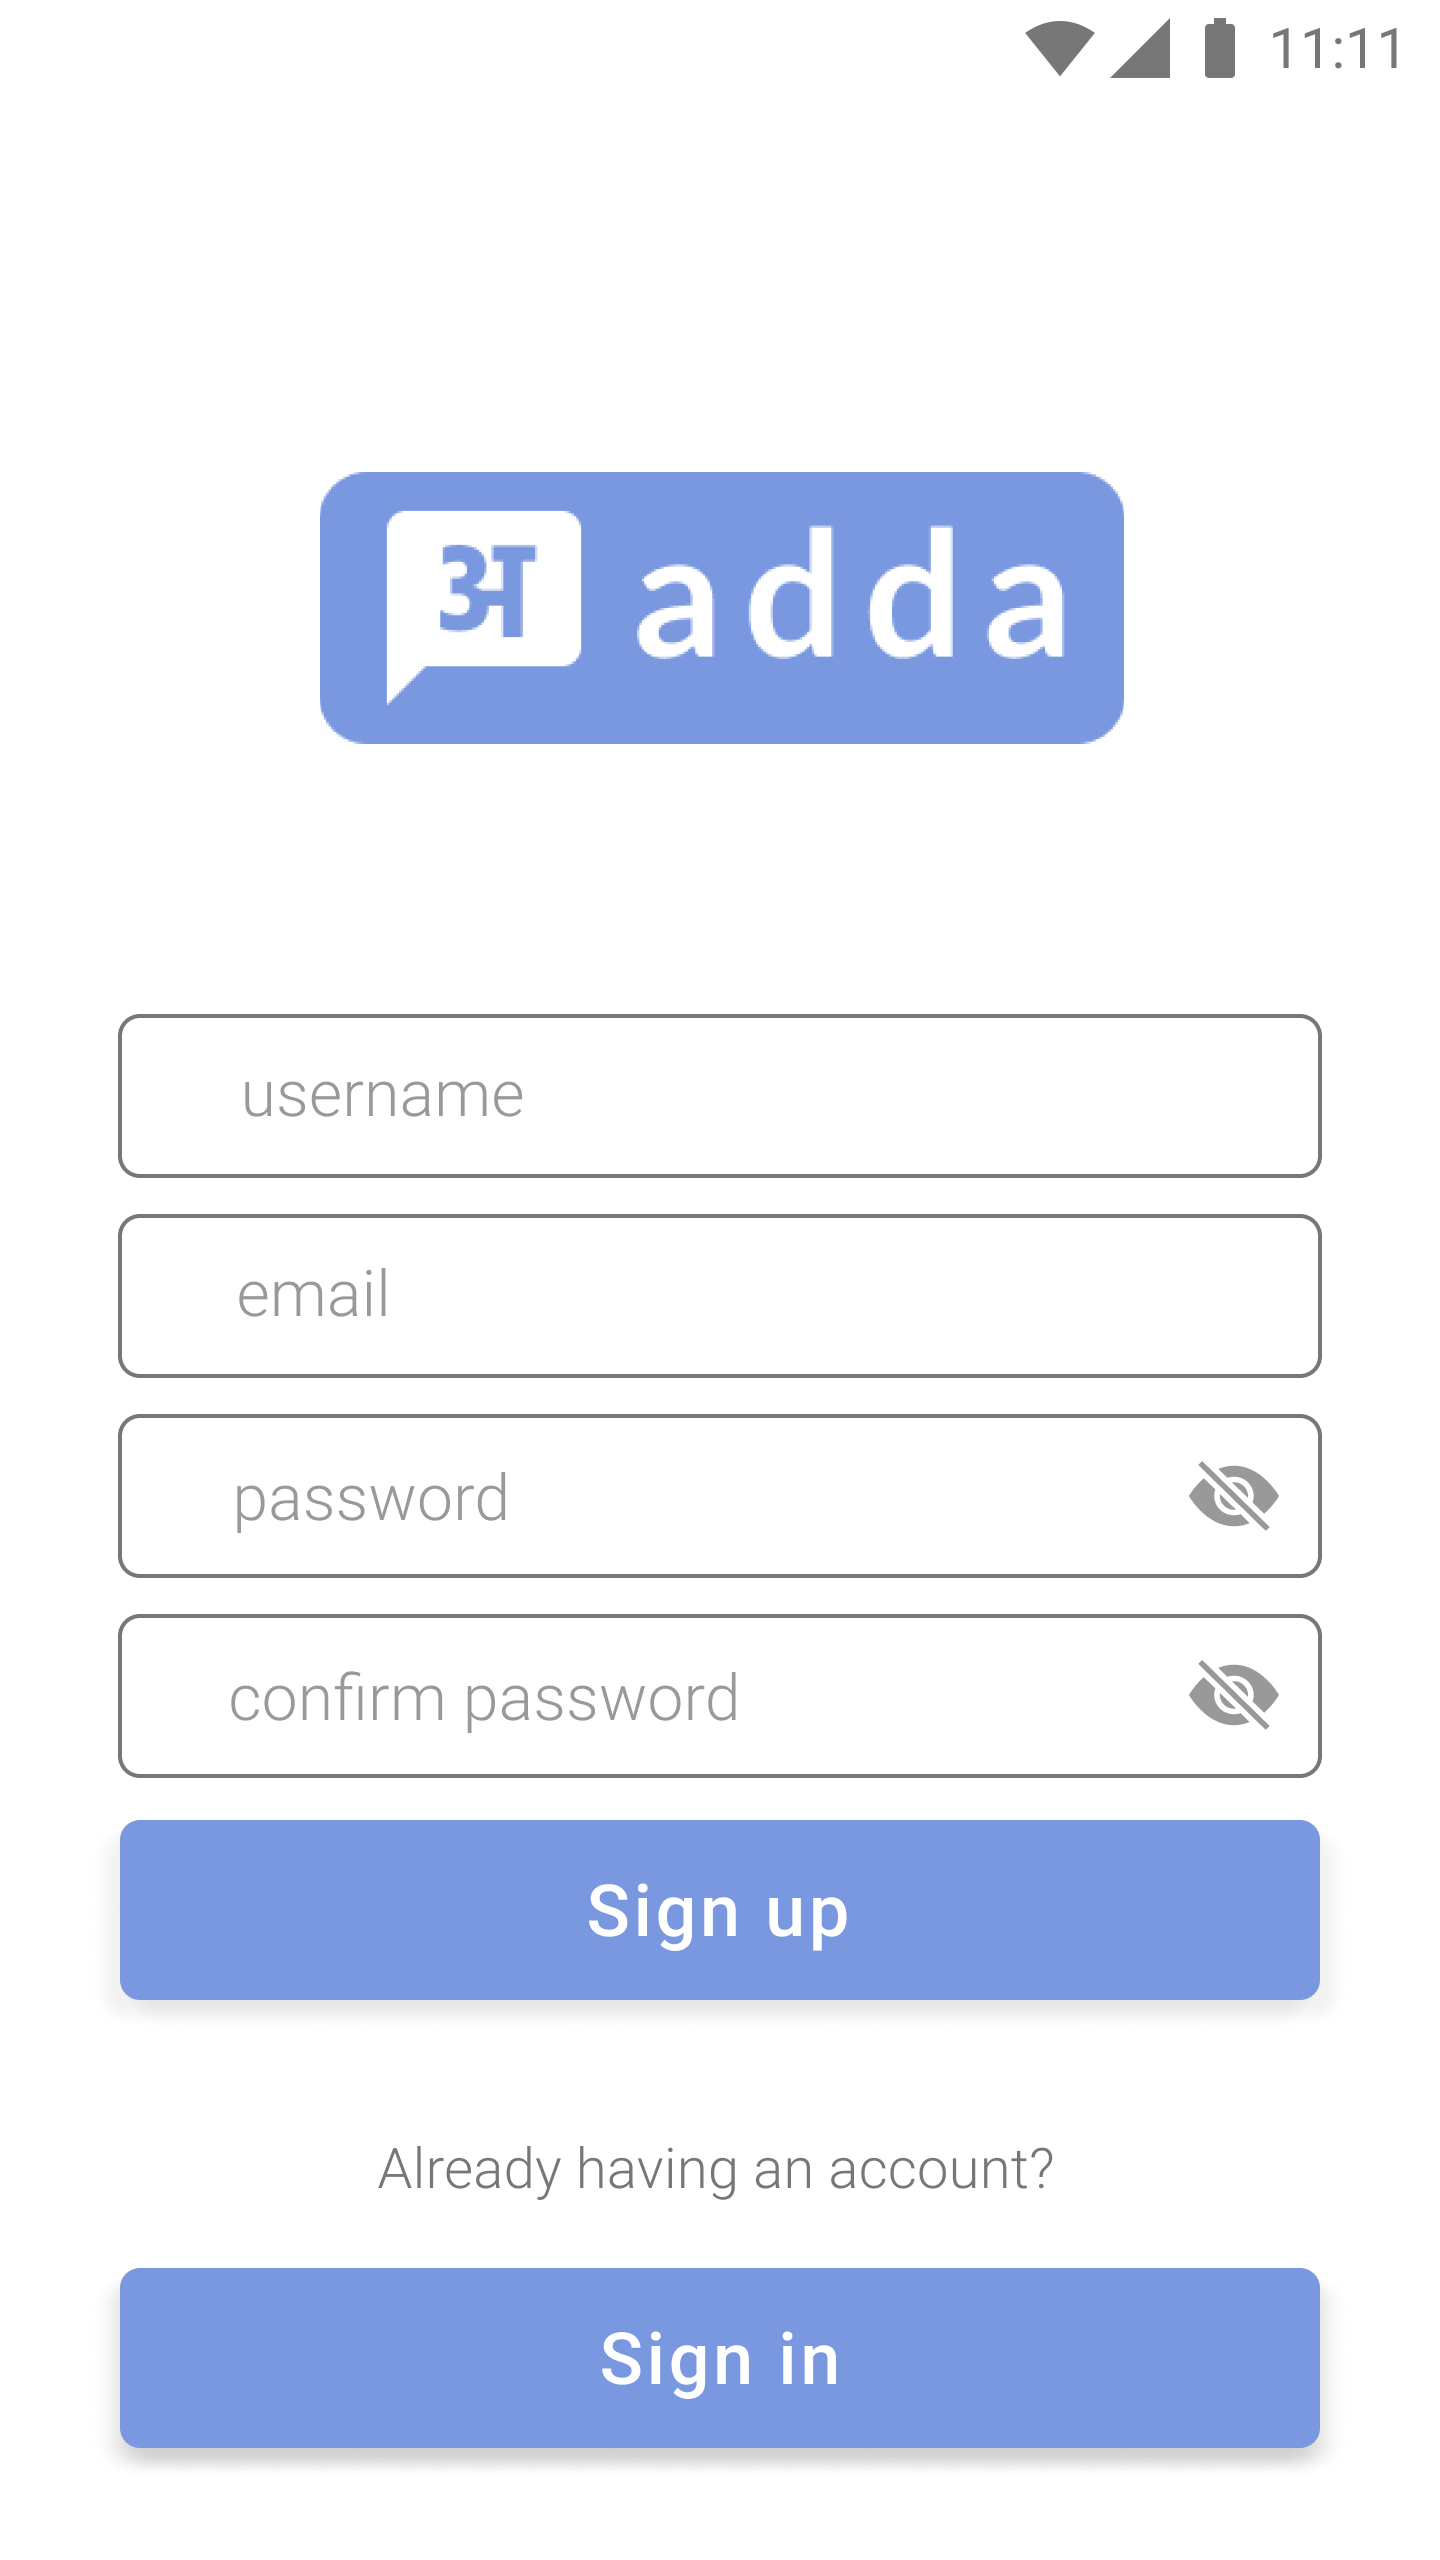 11:11
अ adda
username
email
password
confirm password
Sign up
Already having an account?
Sign in